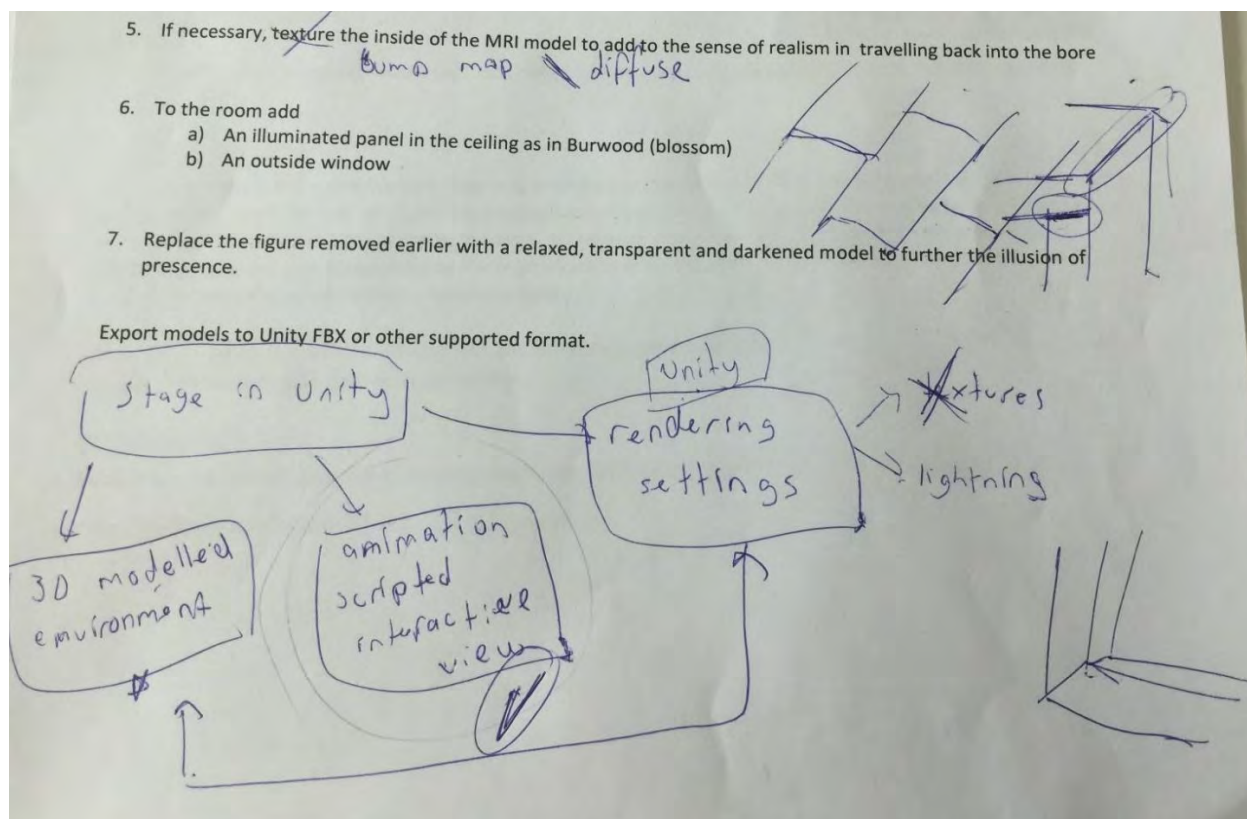 5. If necessary, texture the inside of the MRI model to add to the sense of realism in travelling back into the bore
bump map diffuse
6. To the room add
a) An illuminated panel in the ceiling as in Burwood (blossom)
b) An outside window
7. Replace the figure removed earlier with a relaxed, transparent and darkened model to further the illusion of
prescence.
Export models to Unity FBX or other supported format.
Stage in Unity
Unity
rendering
settings
textures
lightning
3D modelled
environment
animation
scripted
interactive
view